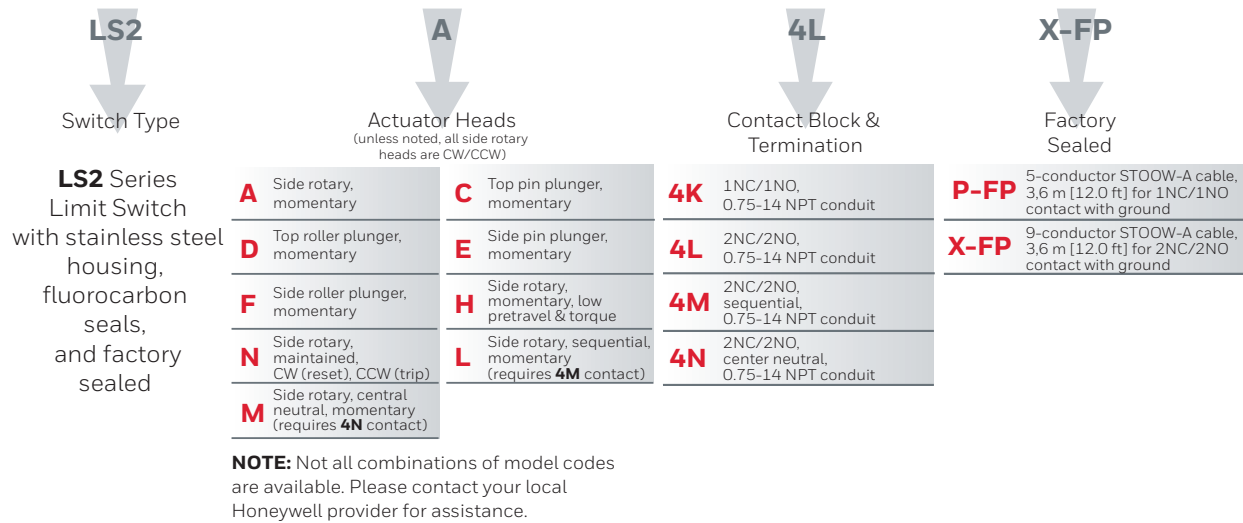 LS2
A
4L
X-FP
Switch Type
Actuator Heads
(unless noted, all side rotary
heads are CW/CCW)
Contact Block &
Termination
Factory
Sealed
LS2 Series
Limit Switch
with stainless steel
housing,
fluorocarbon
seals,
and factory
sealed
A
Side rotary,
momentary
D
Top roller plunger,
momentary
F
Side roller plunger,
momentary
N
Side rotary,
maintained,
CW (reset), CCW (trip)
M
Side rotary, central
neutral, momentary
(requires 4N contact)
C
Top pin plunger,
momentary
E
Side pin plunger,
momentary
H
Side rotary,
momentary, low
pretravel & torque
L
Side rotary, sequential,
momentary
(requires 4M contact)
4K
1NC/1NO,
0.75-14 NPT conduit
4L
2NC/2NO,
0.75-14 NPT conduit
4M
2NC/2NO,
sequential,
0.75-14 NPT conduit
4N
2NC/2NO,
center neutral,
0.75-14 NPT conduit
P-FP
5-conductor STOOW-A cable,
3,6 m [12.0 ft] for 1NC/1NO
contact with ground
X-FP
9-conductor STOOW-A cable,
3,6 m [12.0 ft] for 2NC/2NO
contact with ground
NOTE: Not all combinations of model codes
are available. Please contact your local
Honeywell provider for assistance.